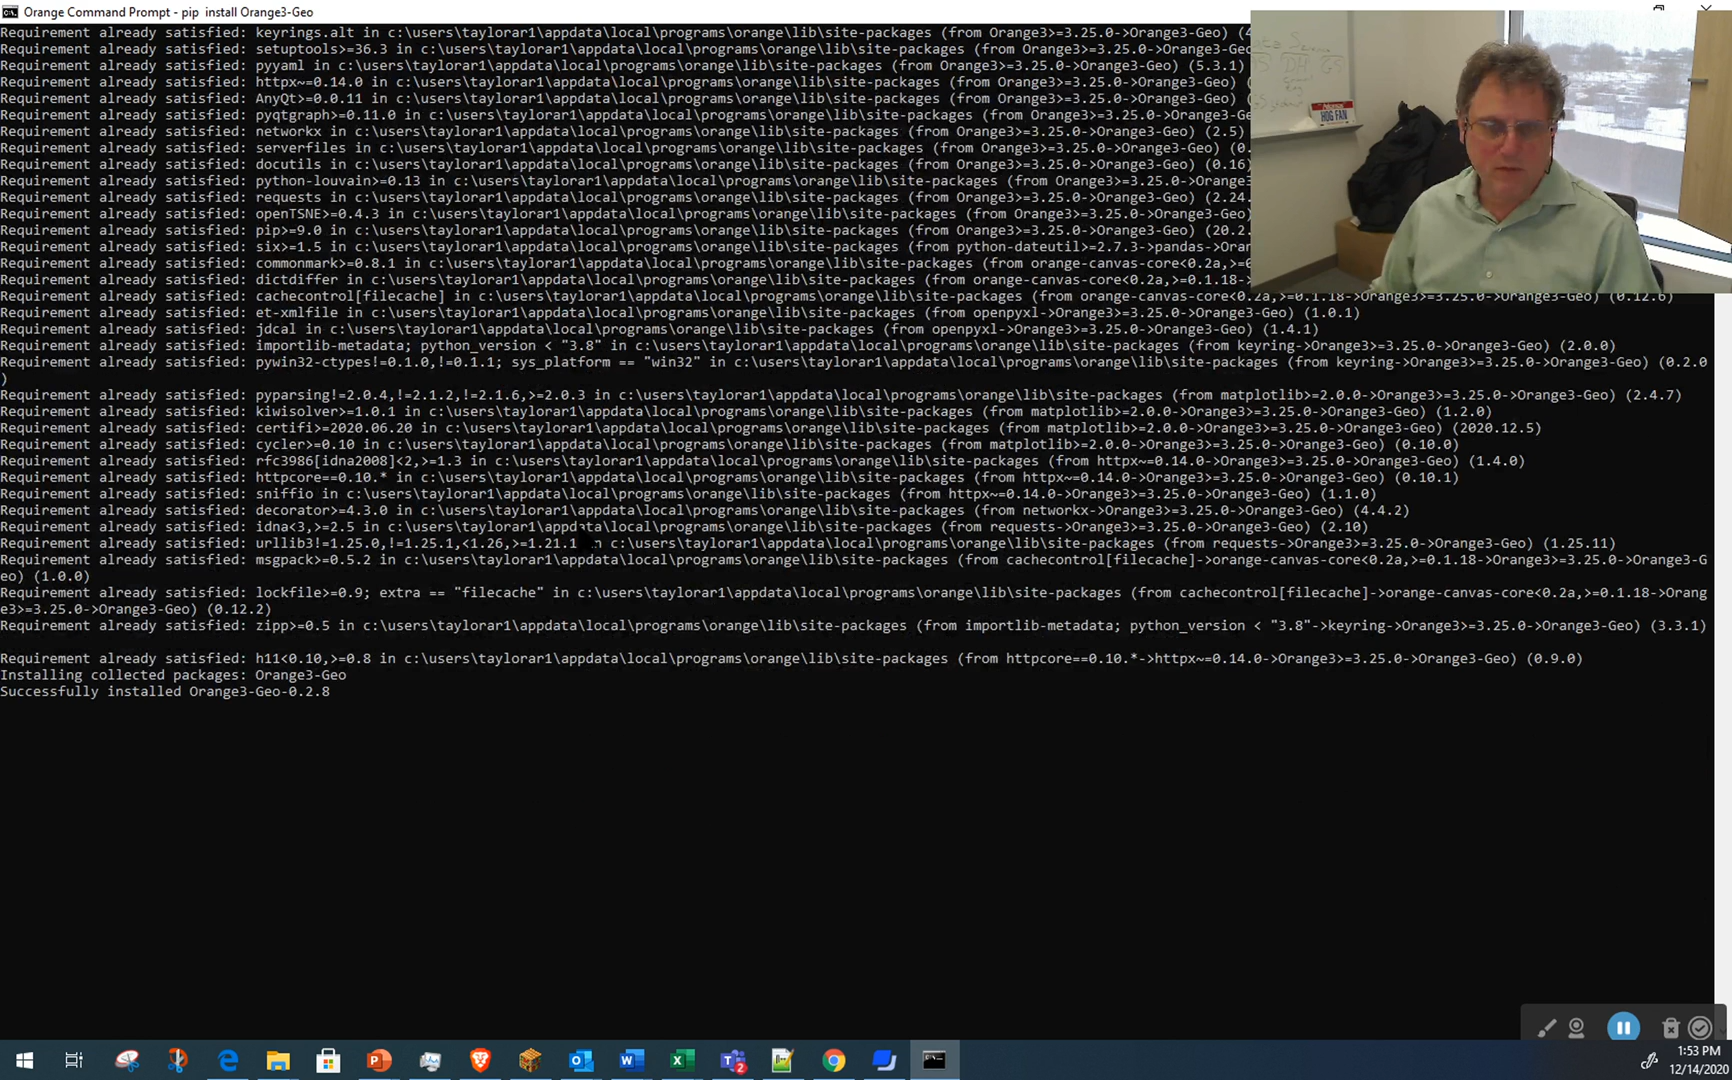 Orange Command Prompt - pip  install Orange3-Geo
Requirement already satisfied: keyrings.alt in c:\users\taylorar1\appdata\local\programs\orange\lib\site-packages (from Orange3>=3.25.0->Orange3-Geo) (4
Requirement already satisfied: setuptools>=36.3 in c:\users\taylorar1\appdata\local\programs\orange\lib\site-packages (from Orange3>=3.25.0->Orange3-Geo
Requirement already satisfied: pyyaml in c:\users\taylorar1\appdata\local\programs\orange\lib\site-packages (from Orange3>=3.25.0->Orange3-Geo) (5.3.1)
Requirement already satisfied: httpx~=0.14.0 in c:\users\taylorar1\appdata\local\programs\orange\lib\site-packages (from Orange3>=3.25.0->Orange3-Geo)
Requirement already satisfied: AnyQt>=0.0.11 in c:\users\taylorar1\appdata\local\programs\orange\lib\site-packages (from Orange3>=3.25.0->Orange3-Geo)
Requirement already satisfied: pyqtgraph>=0.11.0 in c:\users\taylorar1\appdata\local\programs\orange\lib\site-packages (from Orange3>=3.25.0->Orange3-Ge
Requirement already satisfied: networkx in c:\users\taylorar1\appdata\local\programs\orange\lib\site-packages (from Orange3>=3.25.0->Orange3-Geo) (2.5)
Requirement already satisfied: serverfiles in c:\users\taylorar1\appdata\local\programs\orange\lib\site-packages (from Orange3>=3.25.0->Orange3-Geo) (0.
Requirement already satisfied: docutils in c:\users\taylorar1\appdata\local\programs\orange\lib\site-packages (from Orange3>=3.25.0->Orange3-Geo) (0.16)
Requirement already satisfied: python-louvain>=0.13 in c:\users\taylorar1\appdata\local\programs\orange\lib\site-packages (from Orange3>=3.25.0->Orange3
Requirement already satisfied: requests in c:\users\taylorar1\appdata\local\programs\orange\lib\site-packages (from Orange3>=3.25.0->Orange3-Geo) (2.24.
Requirement already satisfied: openTSNE>=0.4.3 in c:\users\taylorar1\appdata\local\programs\orange\lib\site-packages (from Orange3>=3.25.0->Orange3-Geo)
Requirement already satisfied: pip>=9.0 in c:\users\taylorar1\appdata\local\programs\orange\lib\site-packages (from Orange3>=3.25.0->Orange3-Geo) (20.2.
Requirement already satisfied: six>=1.5 in c:\users\taylorar1\appdata\local\programs\orange\lib\site-packages (from python-dateutil>=2.7.3->pandas->Oran
Requirement already satisfied: commonmark>=0.8.1 in c:\users\taylorar1\appdata\local\programs\orange\lib\site-packages (from orange-canvas-core<0.2a,>=0
Requirement already satisfied: dictdiffer in c:\users\taylorar1\appdata\local\programs\orange\lib\site-packages (from orange-canvas-core<0.2a,>=0.1.18->
Requirement already satisfied: cachecontrol[filecache] in c:\users\taylorar1\appdata\local\programs\orange\lib\site-packages (from orange-canvas-core<0.2a,>=0.1.18->Orange3>=3.25.0->Orange3-Geo) (0.12.6)
Requirement already satisfied: et-xmlfile in c:\users\taylorar1\appdata\local\programs\orange\lib\site-packages (from openpyxl->Orange3>=3.25.0->Orange3-Geo) (1.0.1)
Requirement already satisfied: jdcal in c:\users\taylorar1\appdata\local\programs\orange\lib\site-packages (from openpyxl->Orange3>=3.25.0->Orange3-Geo) (1.4.1)
Requirement already satisfied: importlib-metadata; python_version < "3.8" in c:\users\taylorar1\appdata\local\programs\orange\lib\site-packages (from keyring->Orange3>=3.25.0->Orange3-Geo) (2.0.0)
Requirement already satisfied: pywin32-ctypes!=0.1.0,!=0.1.1; sys_platform == "win32" in c:\users\taylorar1\appdata\local\programs\orange\lib\site-packages (from keyring->Orange3>=3.25.0->Orange3-Geo) (0.2.0
)
Requirement already satisfied: pyparsing!=2.0.4,!=2.1.2,!=2.1.6,>=2.0.3 in c:\users\taylorar1\appdata\local\programs\orange\lib\site-packages (from matplotlib>=2.0.0->Orange3>=3.25.0->Orange3-Geo) (2.4.7)
Requirement already satisfied: kiwisolver>=1.0.1 in c:\users\taylorar1\appdata\local\programs\orange\lib\site-packages (from matplotlib>=2.0.0->Orange3>=3.25.0->Orange3-Geo) (1.2.0)
Requirement already satisfied: certifi>=2020.06.20 in c:\users\taylorar1\appdata\local\programs\orange\lib\site-packages (from matplotlib>=2.0.0->Orange3>=3.25.0->Orange3-Geo) (2020.12.5)
Requirement already satisfied: cycler>=0.10 in c:\users\taylorar1\appdata\local\programs\orange\lib\site-packages (from matplotlib>=2.0.0->Orange3>=3.25.0->Orange3-Geo) (0.10.0)
Requirement already satisfied: rfc3986[idna2008]<2,>=1.3 in c:\users\taylorar1\appdata\local\programs\orange\lib\site-packages (from httpx~=0.14.0->Orange3>=3.25.0->Orange3-Geo) (1.4.0)
Requirement already satisfied: httpcore==0.10.* in c:\users\taylorar1\appdata\local\programs\orange\lib\site-packages (from httpx~=0.14.0->Orange3>=3.25.0->Orange3-Geo) (0.10.1)
Requirement already satisfied: sniffio in c:\users\taylorar1\appdata\local\programs\orange\lib\site-packages (from httpx~=0.14.0->Orange3>=3.25.0->Orange3-Geo) (1.1.0)
Requirement already satisfied: decorator>=4.3.0 in c:\users\taylorar1\appdata\local\programs\orange\lib\site-packages (from networkx->Orange3>=3.25.0->Orange3-Geo) (4.4.2)
Requirement already satisfied: idna<3,>=2.5 in c:\users\taylorar1\appdata\local\programs\orange\lib\site-packages (from requests->Orange3>=3.25.0->Orange3-Geo) (2.10)
Requirement already satisfied: urllib3!=1.25.0,!=1.25.1,<1.26,>=1.21.1 in c:\users\taylorar1\appdata\local\programs\orange\lib\site-packages (from requests->Orange3>=3.25.0->Orange3-Geo) (1.25.11)
Requirement already satisfied: msgpack>=0.5.2 in c:\users\taylorar1\appdata\local\programs\orange\lib\site-packages (from cachecontrol[filecache]->orange-canvas-core<0.2a,>=0.1.18->Orange3>=3.25.0->Orange3-G
eo) (1.0.0)
Requirement already satisfied: lockfile>=0.9; extra == "filecache" in c:\users\taylorar1\appdata\local\programs\orange\lib\site-packages (from cachecontrol[filecache]->orange-canvas-core<0.2a,>=0.1.18->Orang
e3>=3.25.0->Orange3-Geo) (0.12.2)
Requirement already satisfied: zipp>=0.5 in c:\users\taylorar1\appdata\local\programs\orange\lib\site-packages (from importlib-metadata; python_version < "3.8"->keyring->Orange3>=3.25.0->Orange3-Geo) (3.3.1)
Requirement already satisfied: h11<0.10,>=0.8 in c:\users\taylorar1\appdata\local\programs\orange\lib\site-packages (from httpcore==0.10.*->httpx~=0.14.0->Orange3>=3.25.0->Orange3-Geo) (0.9.0)
Installing collected packages: Orange3-Geo
Successfully installed Orange3-Geo-0.2.8
HOG FAN
1:53 PM
12/14/2020